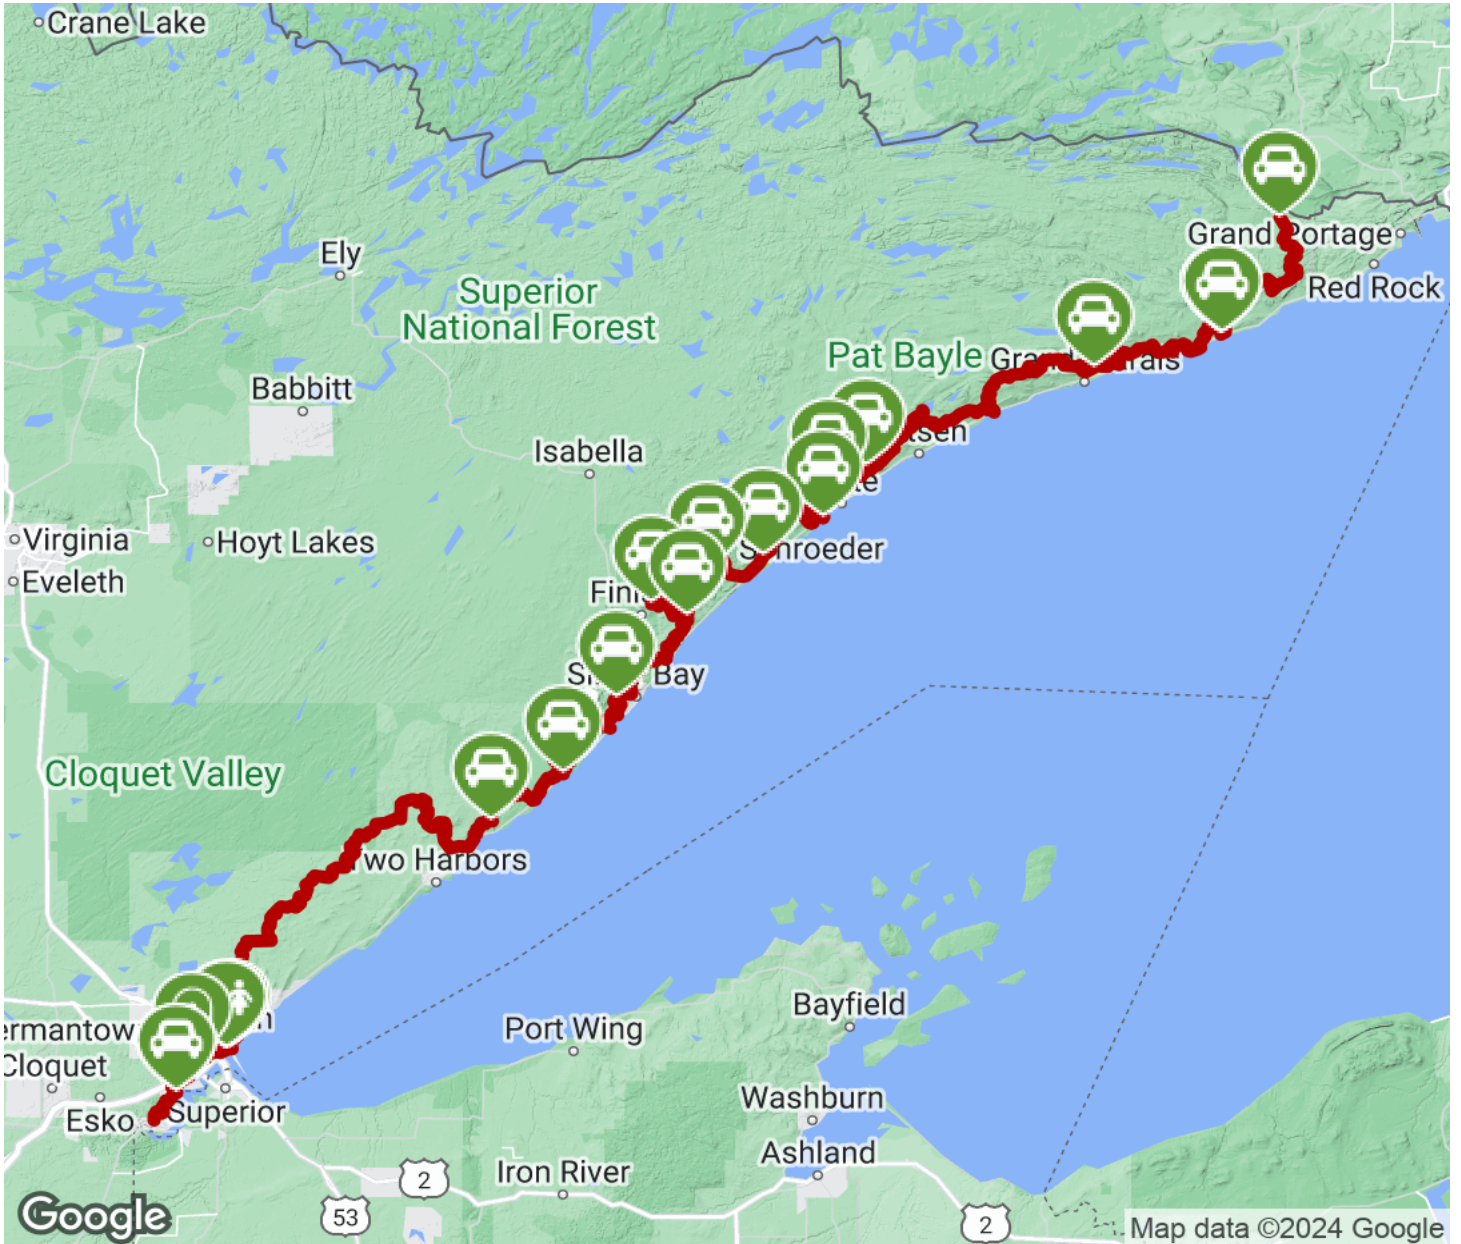 Crane Lake
Grand Portage
Ely
Red Rock
Superior
National Forest
Pat Bayle
Babbitt
Isabella
Virginia
Hoyt Lakes
Schroeder
Eveleth
Bay
Cloquet Valley
Two Harbors
Bayfield
Port Wing
Cloquet
Washburn
Esko
Superior
Ashland
Iron River
2
53
2
Google
Map data ©2024 Google